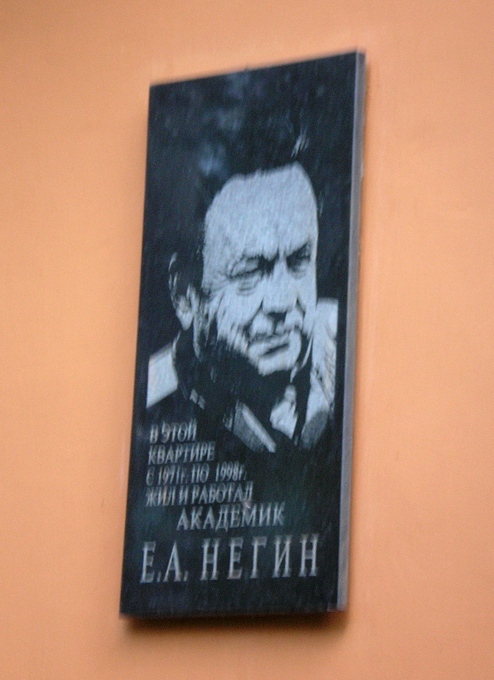 В ЭТОЙ
КВАРТИРЕ
С 1971г. ПО 1998г.
ЖИЛ И РАБОТАЛ
АКАДЕМИК
Е.А. НЕГИН